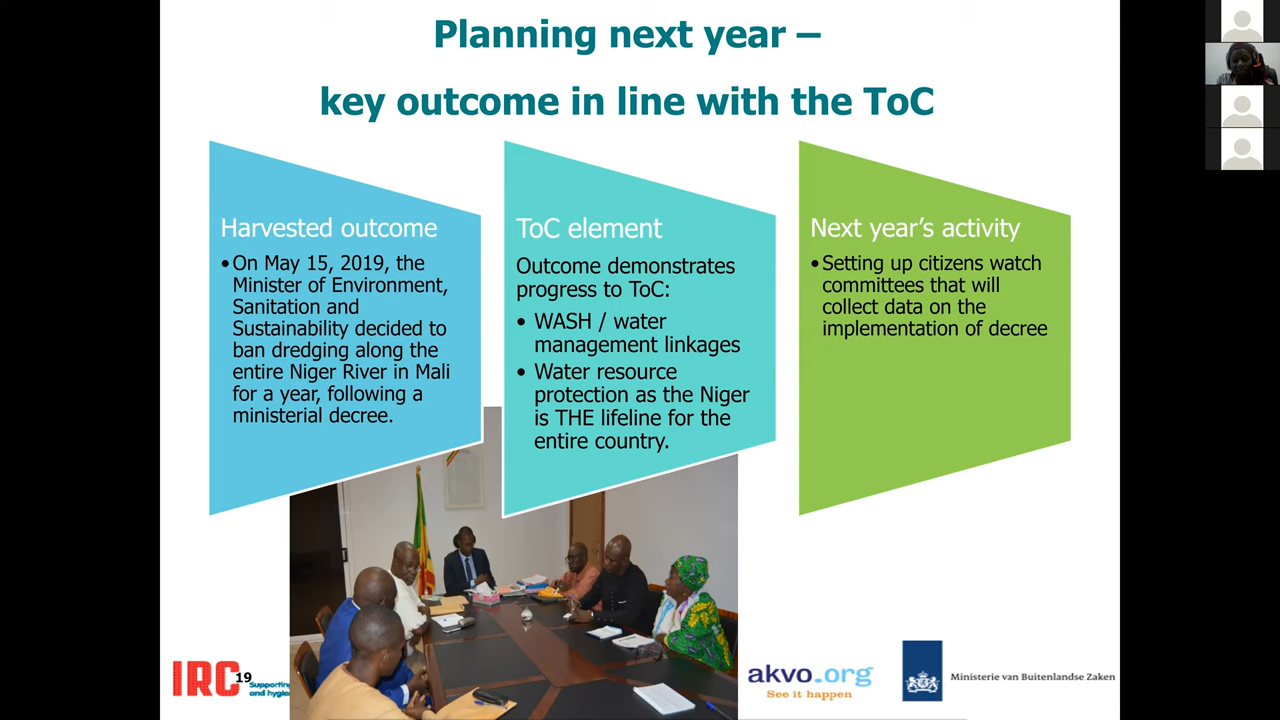 Planning next year –
key outcome in line with the ToC
Harvested outcome
•On May 15, 2019, the
Minister of Environment,
Sanitation and
Sustainability decided to
ban dredging along the
entire Niger River in Mali
for a year, following a
ministerial decree.
ToC element
Outcome demonstrates
progress to ToC:
• WASH / water
management linkages
• Water resource
protection as the Niger
is THE lifeline for the
entire country.
Next year’s activity
•Setting up citizens watch
committees that will
collect data on the
implementation of decree
IRC
19
Supporting
and hygie
akvo.org
See it happen
Ministerie van Buitenlandse Zaken